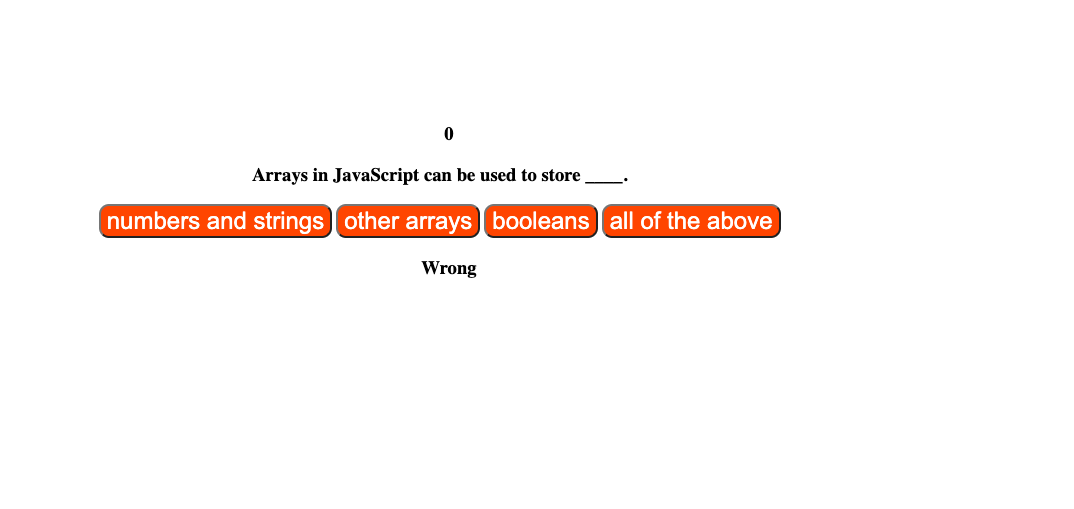 0
Arrays in JavaScript can be used to store ____.
numbers and strings other arrays booleans all of the above
Wrong